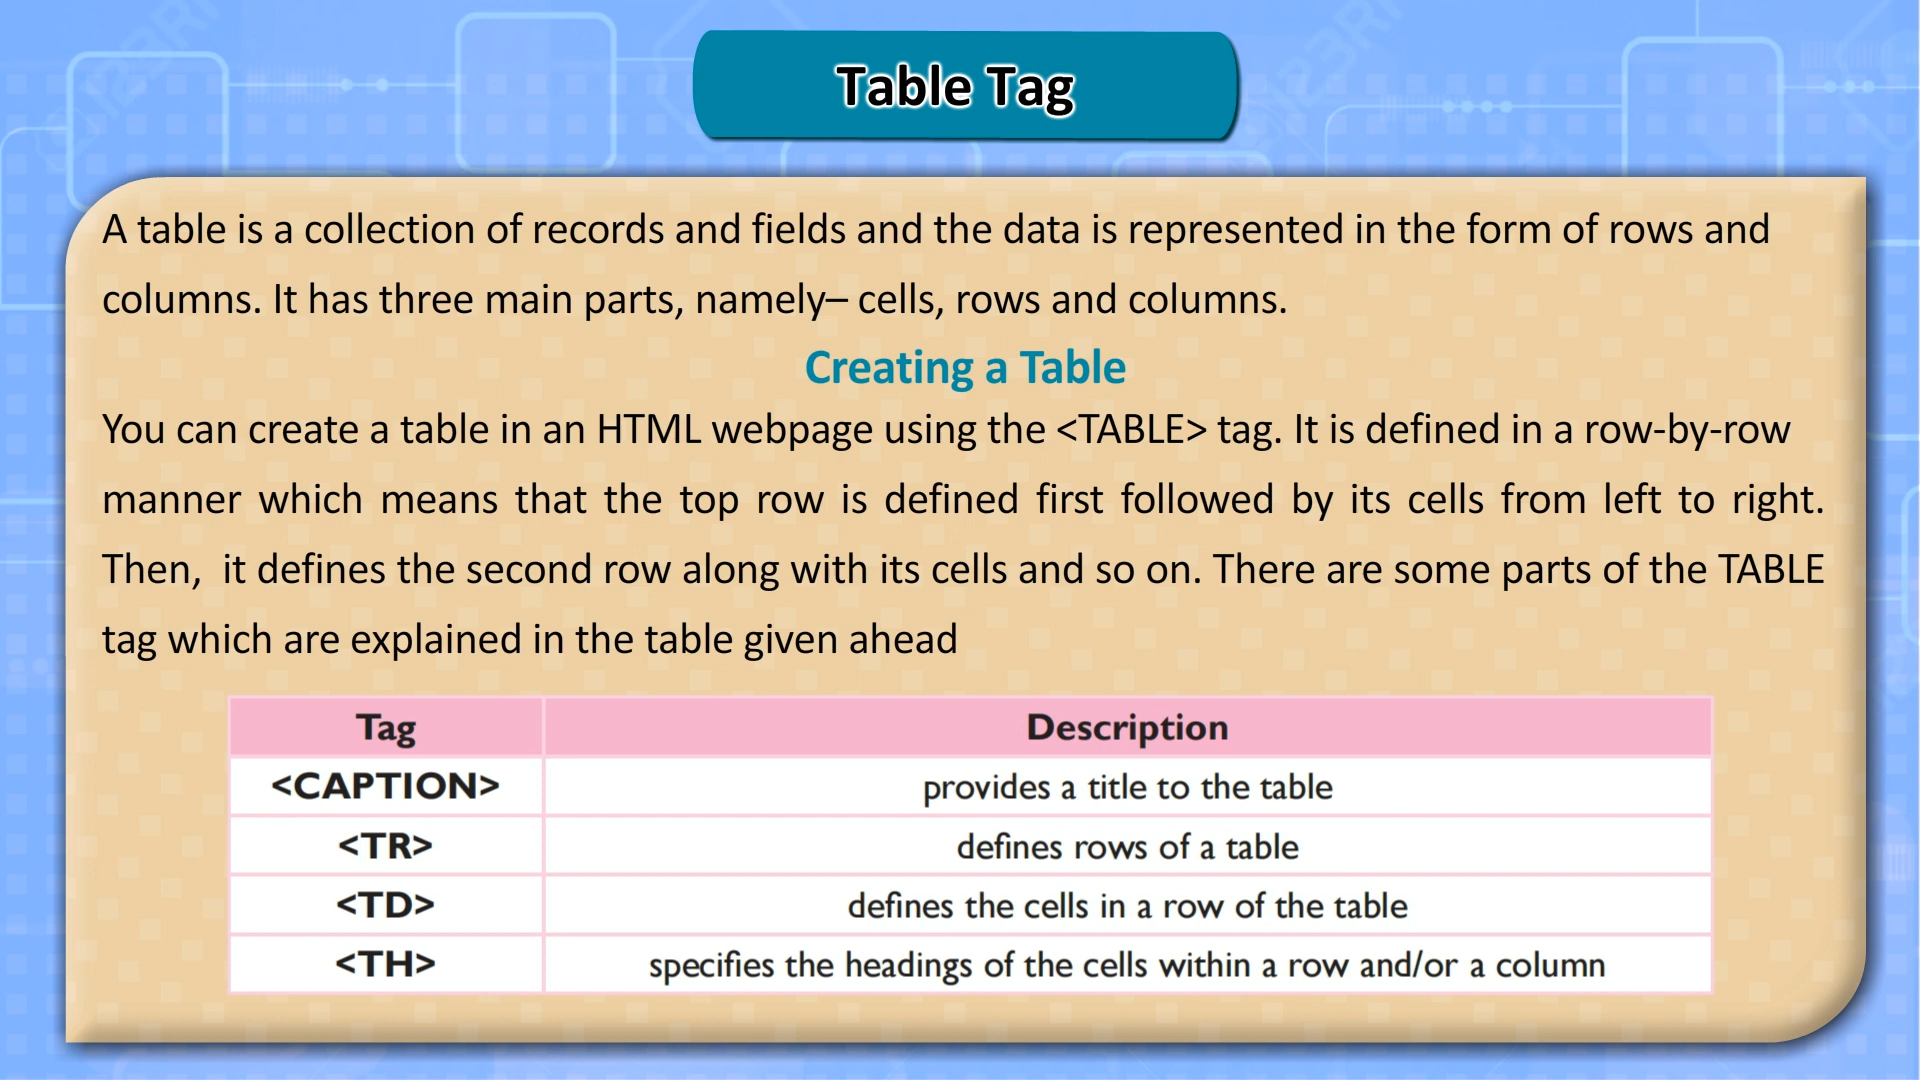 Table Tag
A table is a collection of records and fields and the data is represented in the form of rows and
columns. It has three main parts, namely– cells, rows and columns.
Creating a Table
You can create a table in an HTML webpage using the <TABLE> tag. It is defined in a row-by-row
manner which means that the top row is defined first followed by its cells from left to right.
Then,  it defines the second row along with its cells and so on. There are some parts of the TABLE
tag which are explained in the table given ahead
Tag Description
<CAPTION> provides a title to the table
<TR> defines rows of a table
<TD> defines the cells in a row of the table
<TH> specifies the headings of the cells within a row and/or a column